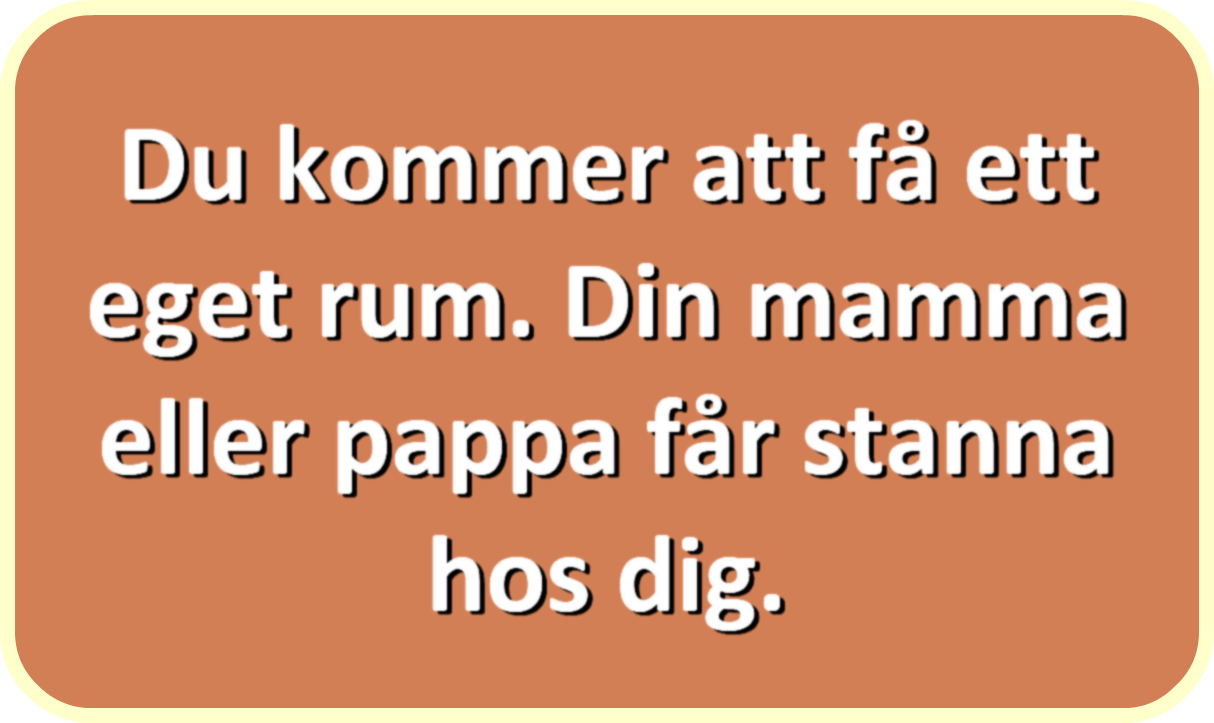 Du kommer att få ett
eget rum. Din mamma
eller pappa får stanna
hos dig.